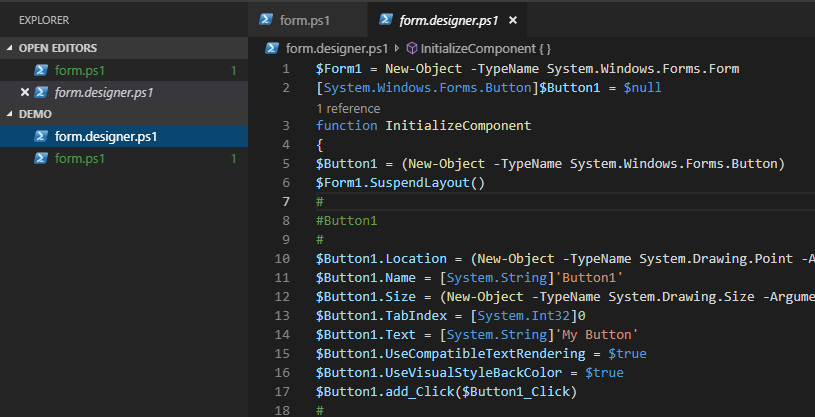 EXPLORER
OPEN EDITORS
form.ps1 1
form.designer.ps1
DEMO
form.designer.ps1
form.ps1 1
form.ps1
form.designer.ps1
form.designer.ps1 InitializeComponent { }
1 $Form1 = New-Object -TypeName System.Windows.Forms.Form
2 [System.Windows.Forms.Button]$Button1 = $null
1 reference
3 function InitializeComponent
4 {
5 $Button1 = (New-Object -TypeName System.Windows.Forms.Button)
6 $Form1.SuspendLayout()
7 #
8 #Button1
9 #
10 $Button1.Location = (New-Object -TypeName System.Drawing.Point -A
11 $Button1.Name = [System.String]'Button1'
12 $Button1.Size = (New-Object -TypeName System.Drawing.Size -Argume
13 $Button1.TabIndex = [System.Int32]0
14 $Button1.Text = [System.String]'My Button'
15 $Button1.UseCompatibleTextRendering = $true
16 $Button1.UseVisualStyleBackColor = $true
17 $Button1.add_Click($Button1_Click)
18 #